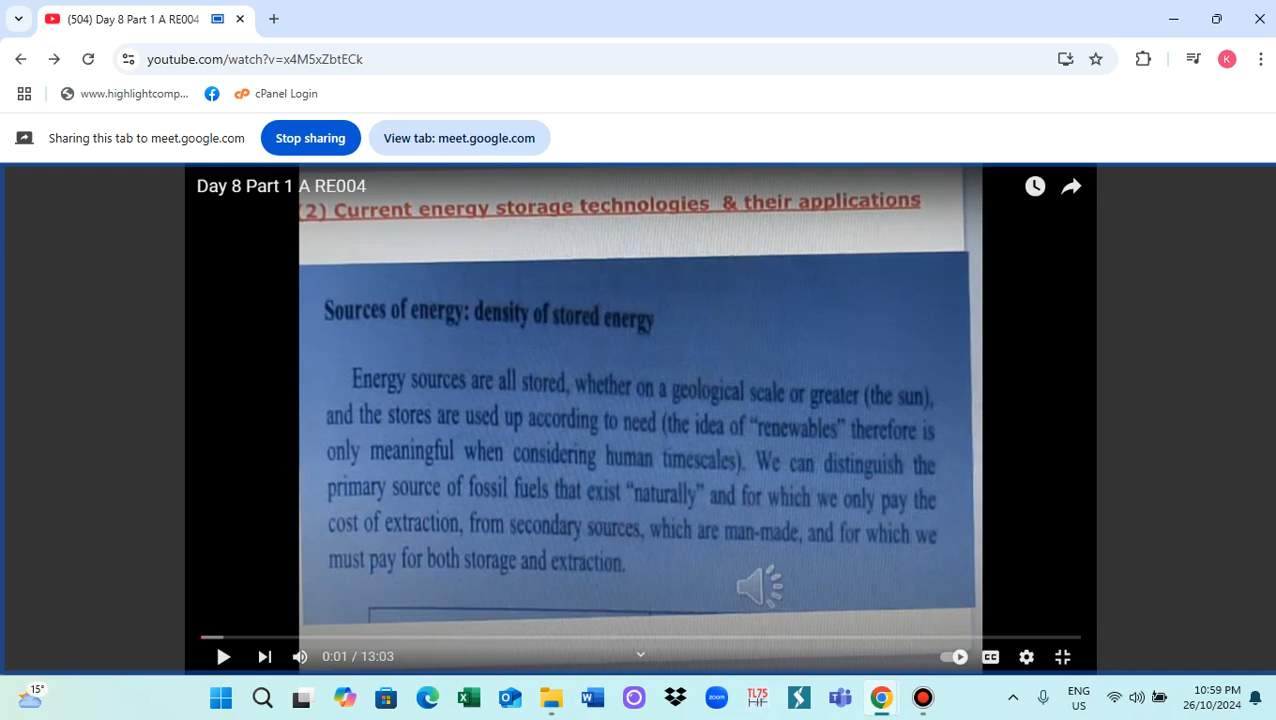 (504) Day 8 Part 1 A RE004
youtube.com/watch?v=x4M5xZbtECk
www.highlightcomp...
cPanel Login
Sharing this tab to meet.google.com
Stop sharing
View tab: meet.google.com
Day 8 Part 1 A RE004
(2) Current energy storage technologies & their applications
Sources of energy: density of stored energy
Energy sources are all stored, whether on a geological scale or greater (the sun),
and the stores are used up according to need (the idea of “renewables” therefore is
only meaningful when considering human timescales). We can distinguish the
primary source of fossil fuels that exist “naturally” and for which we only pay the
cost of extraction, from secondary sources, which are man-made, and for which we
must pay for both storage and extraction.
0:01 / 13:03
CC
K
15°
zoom
TL75
ENG
US
10:59 PM
26/10/2024